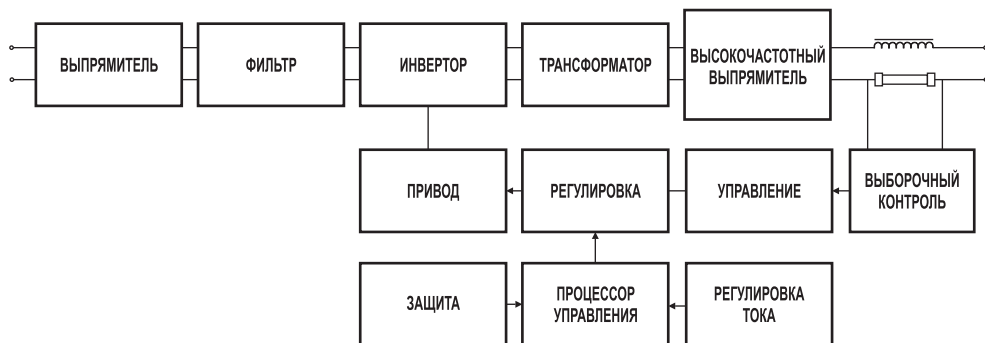 ВЫПРЯМИТЕЛЬ
ФИЛЬТР
ИНВЕРТОР
ТРАНСФОРМАТОР
ВЫСОКОЧАСТОТНЫЙ
ВЫПРЯМИТЕЛЬ
ПРИВОД
РЕГУЛИРОВКА
УПРАВЛЕНИЕ
ВЫБОРОЧНЫЙ
КОНТРОЛЬ
ЗАЩИТА
ПРОЦЕССОР
УПРАВЛЕНИЯ
РЕГУЛИРОВКА
ТОКА